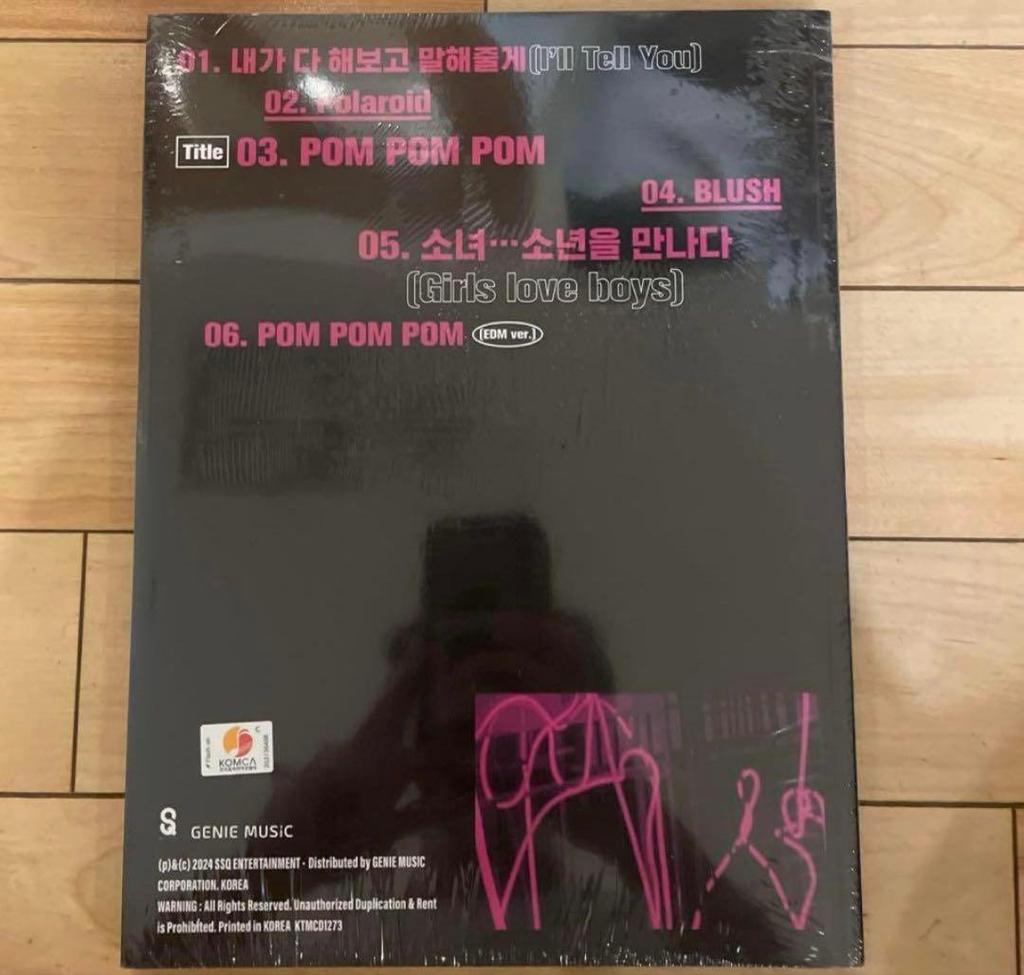 01. 내가 다 해보고 말해줄게(I'll Tell You)
02. Polaroid
Title 03. POM POM POM
04. BLUSH
05. 소녀…소년을 만나다
(Girls love boys)
06. POM POM POM (EDM ver.)
KOMCA
GENIE MUSiC
(p)&(c) 2024 SSQ ENTERTAINMENT · Distributed by GENIE MUSIC
CORPORATION. KOREA
WARNING : All Rights Reserved. Unauthorized Duplication & Rent
is Prohibited. Printed in KOREA KTMCD1273